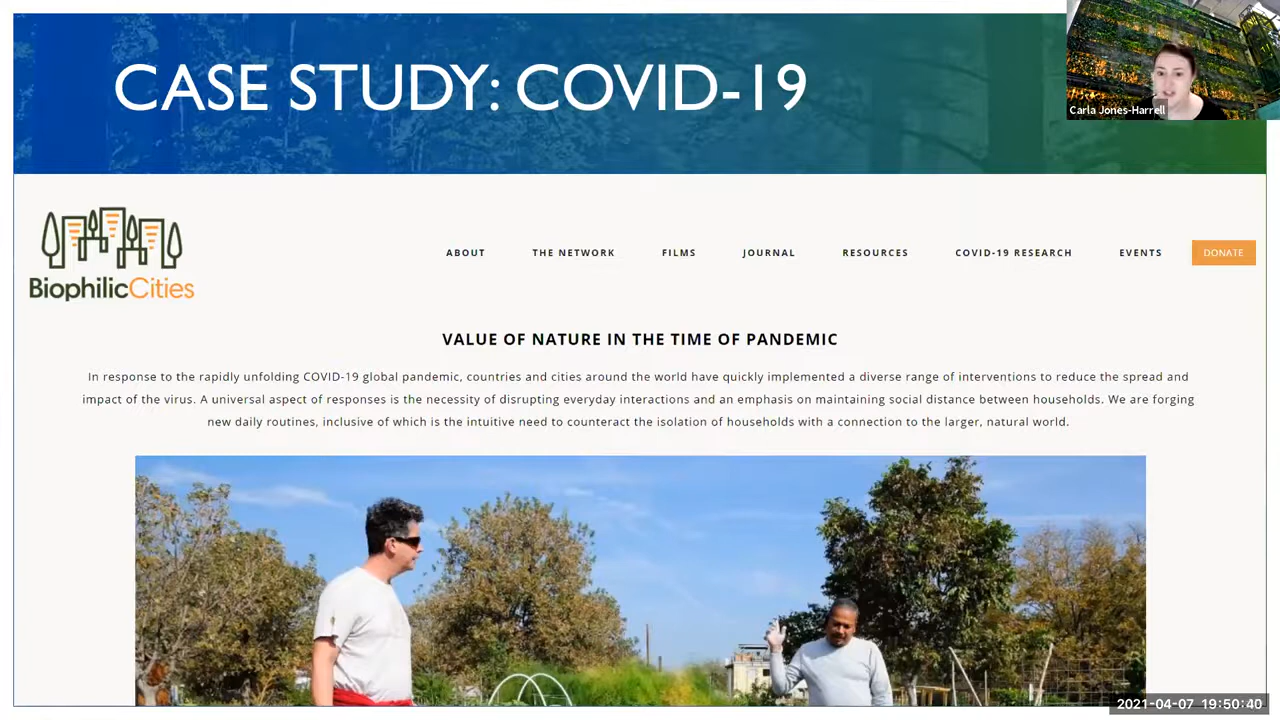 CASE STUDY: COVID-19
Carla Jones-Harrell
BiophilicCities
ABOUT THE NETWORK FILMS JOURNAL RESOURCES COVID-19 RESEARCH EVENTS DONATE
VALUE OF NATURE IN THE TIME OF PANDEMIC
In response to the rapidly unfolding COVID-19 global pandemic, countries and cities around the world have quickly implemented a diverse range of interventions to reduce the spread and
impact of the virus. A universal aspect of responses is the necessity of disrupting everyday interactions and an emphasis on maintaining social distance between households. We are forging
new daily routines, inclusive of which is the intuitive need to counteract the isolation of households with a connection to the larger, natural world.
2021-04-07 19:50:40